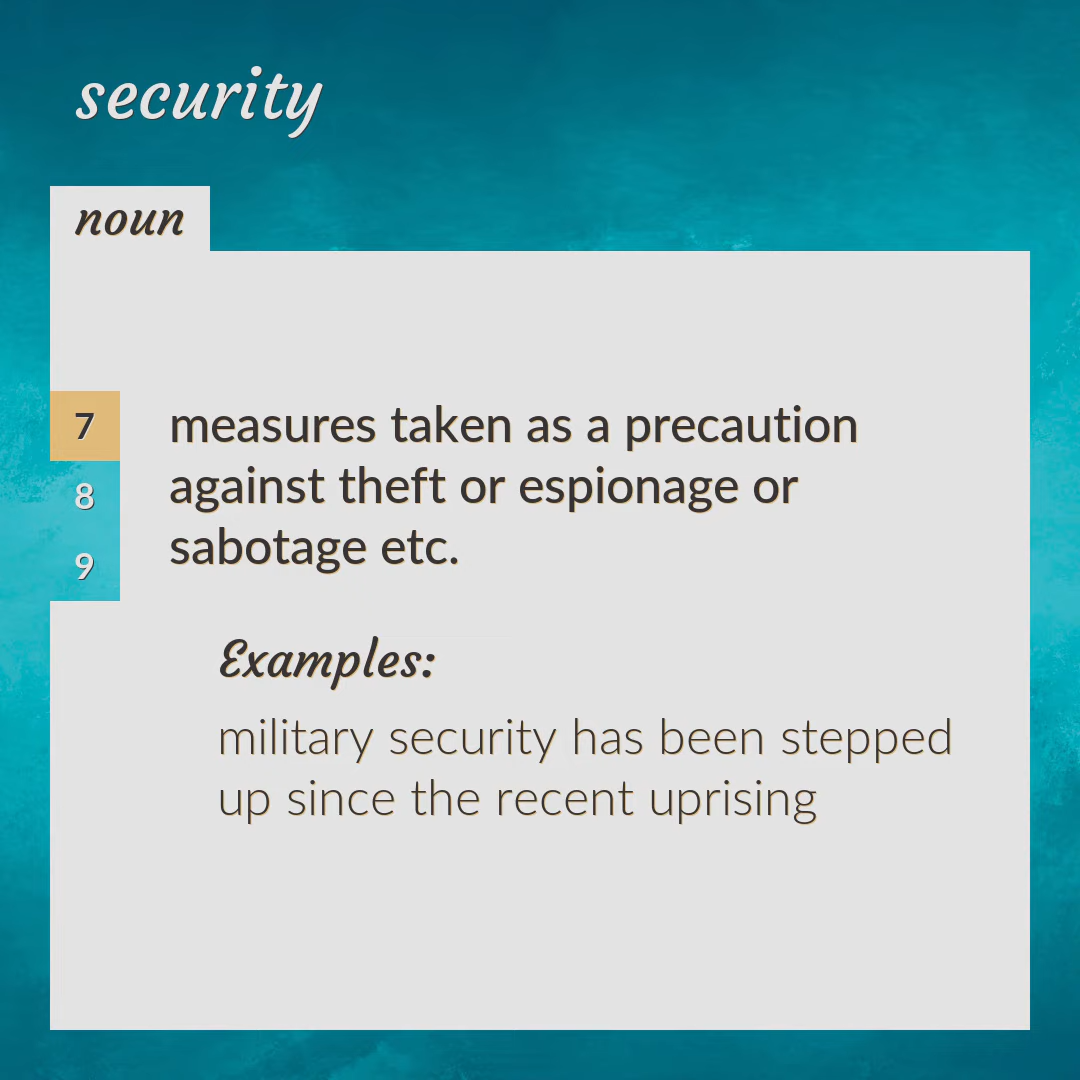 security
noun
7
measures taken as a precaution
against theft or espionage or
sabotage etc.
8
9
Examples:
military security has been stepped
up since the recent uprising